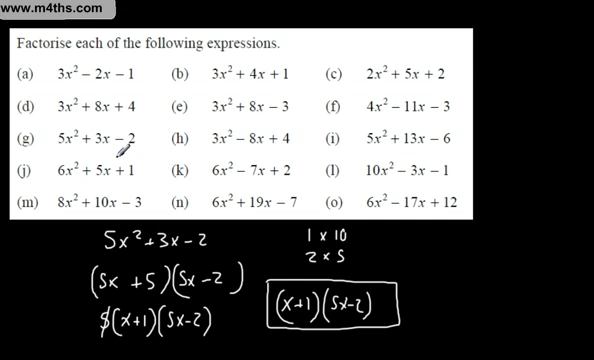 www.m4ths.com
Factorise each of the following expressions.
(a) 3x² − 2x − 1 (b) 3x² + 4x + 1 (c) 2x² + 5x + 2
(d) 3x² + 8x + 4 (e) 3x² + 8x − 3 (f) 4x² − 11x − 3
(g) 5x² + 3x − 2 (h) 3x² − 8x + 4 (i) 5x² + 13x − 6
(j) 6x² + 5x + 1 (k) 6x² − 7x + 2 (l) 10x² − 3x − 1
(m) 8x² + 10x − 3 (n) 6x² + 19x − 7 (o) 6x² − 17x + 12
5x²+3x−2
(5x +5)(5x −2)
5(x+1)(5x−2)
1 x 10
2 x 5
(x+1)(5x−2)